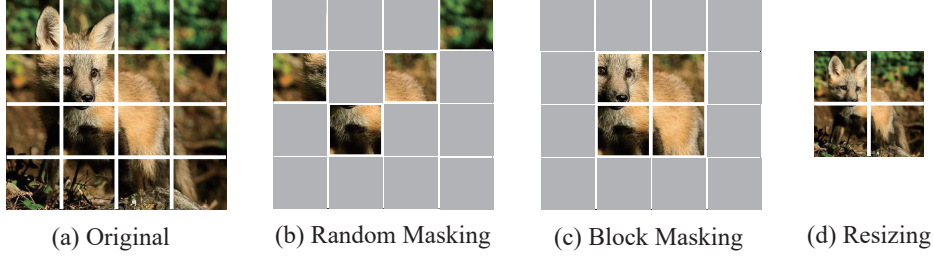 (a) Original
(b) Random Masking
(c) Block Masking
(d) Resizing